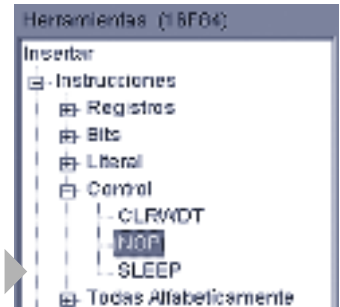 Herramientas (16F84)
Insertar
Instrucciones
Registros
Bits
Literal
Control
CLRWDT
NOP
SLEEP
Todas Alfabeticamente